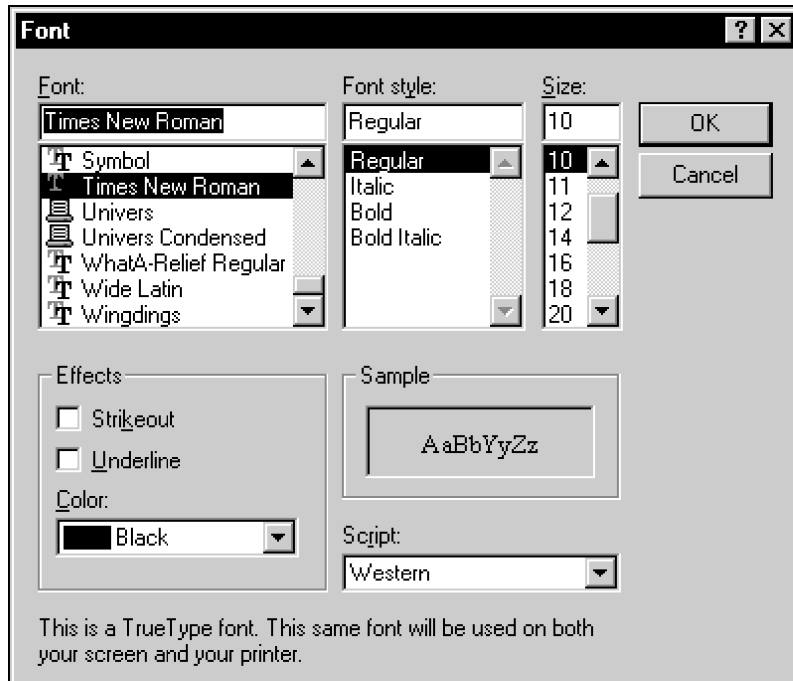 Font
Font:
Font style:
Size:
Times New Roman
Regular
10
OK
Cancel
Symbol
Times New Roman
Univers
Univers Condensed
WhatA-Relief Regular
Wide Latin
Wingdings
Regular
Italic
Bold
Bold Italic
10
11
12
14
16
18
20
Effects
Strikeout
Underline
Color:
Black
Sample
AaBbYyZz
Script:
Western
This is a TrueType font. This same font will be used on both
your screen and your printer.